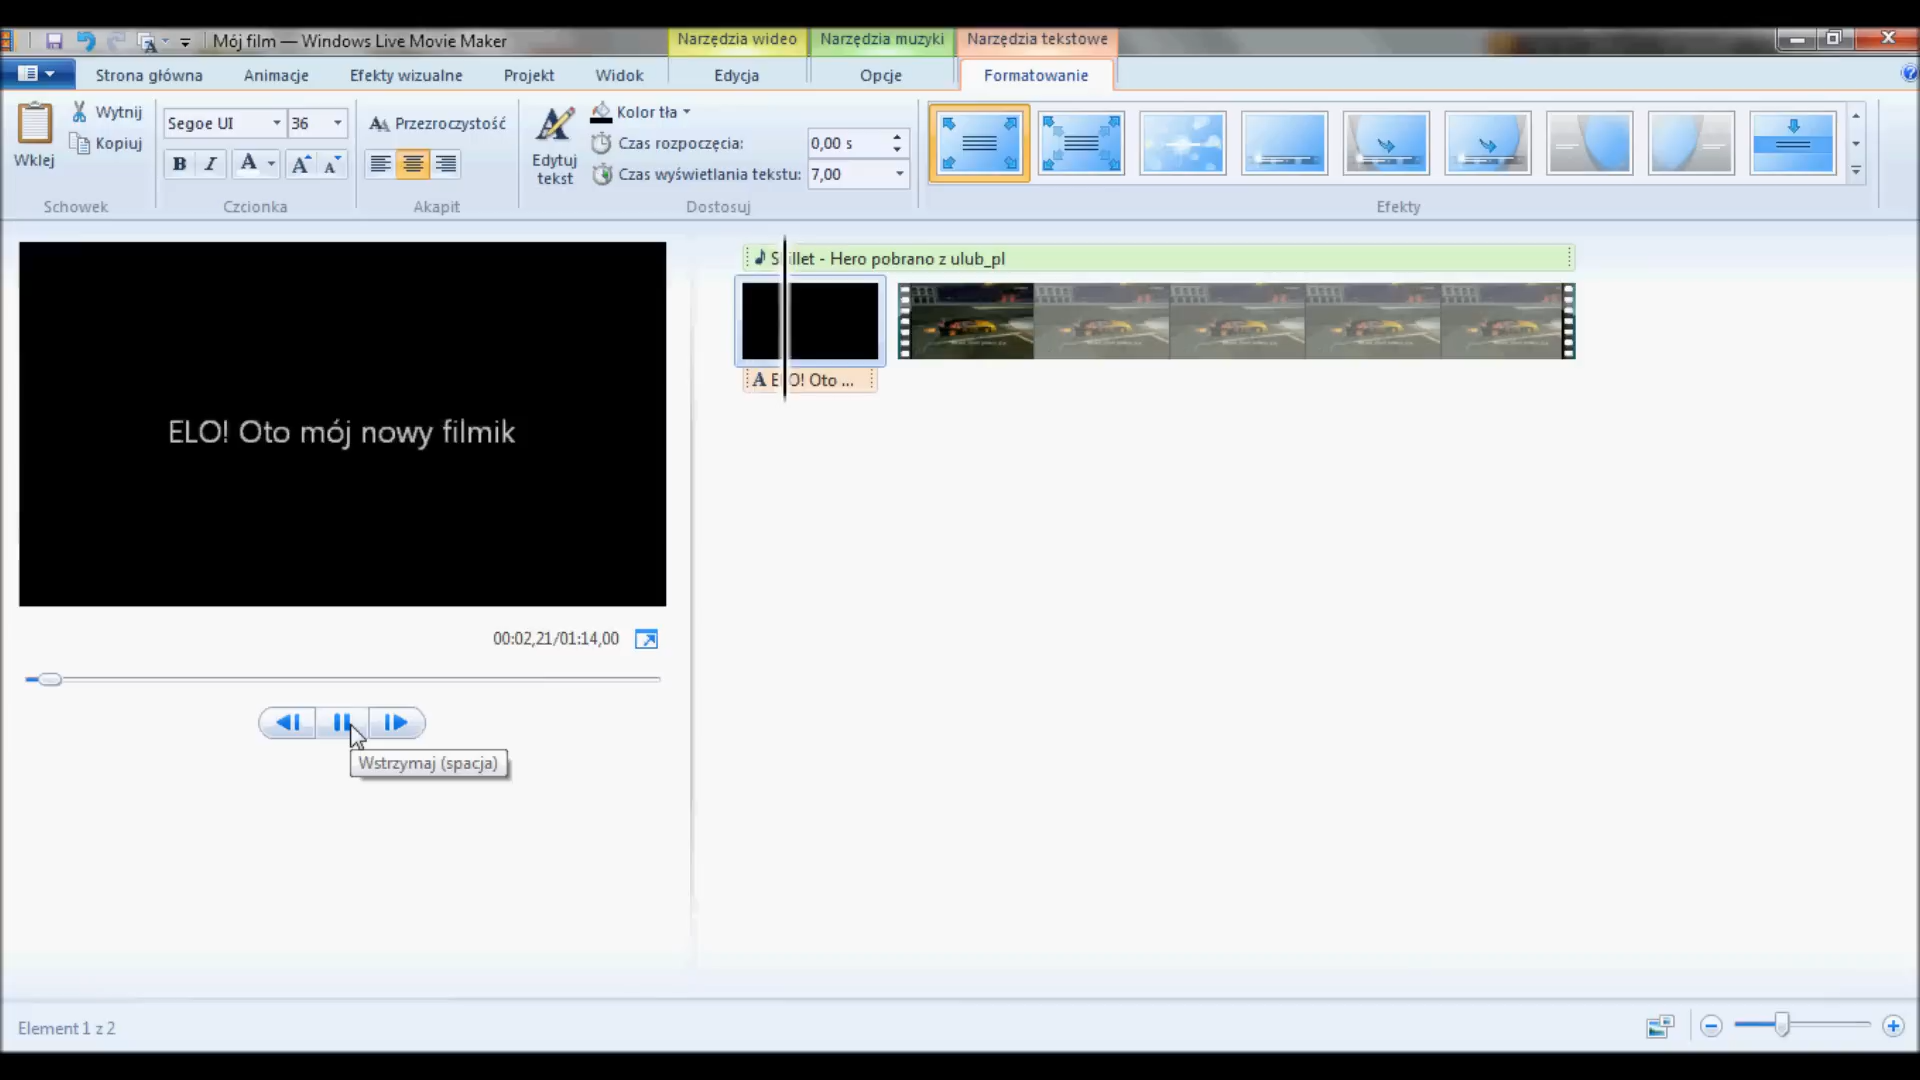 Mój film — Windows Live Movie Maker
Narzędzia wideo
Narzędzia muzyki
Narzędzia tekstowe
Strona główna
Animacje
Efekty wizualne
Projekt
Widok
Edycja
Opcje
Formatowanie
Wklej
Wytnij
Kopiuj
Schowek
Segoe UI
36
B I A A A
Czcionka
Przezroczystość
Akapit
Edytuj
tekst
Kolor tła
Czas rozpoczęcia: 0,00 s
Czas wyświetlania tekstu: 7,00
Dostosuj
Efekty
ELO! Oto mój nowy filmik
00:02,21/01:14,00
Wstrzymaj (spacja)
Skillet - Hero pobrano z ulub_pl
A ELO! Oto ...
Element 1 z 2